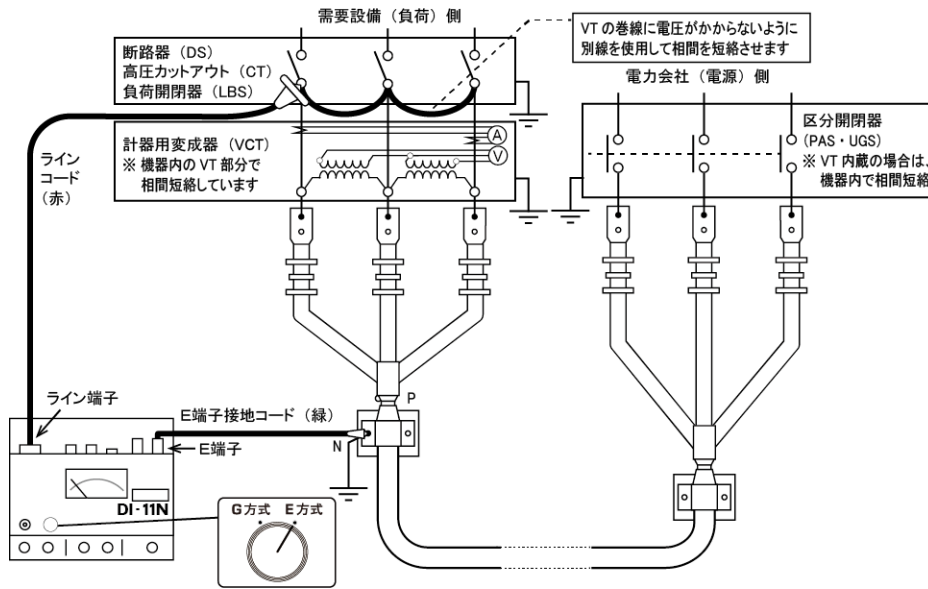 需要設備（負荷）側
断路器（DS）
高圧カットアウト（CT）
負荷開閉器（LBS）
VTの巻線に電圧がかからないように
別線を使用して相間を短絡させます
電力会社（電源）側
計器用変成器（VCT）
※ 機器内のVT部分で
相間短絡しています
A
V
区分開閉器
（PAS・UGS）
※ VT内蔵の場合は、
機器内で相間短絡
ライン
コード
（赤）
ライン端子
E端子接地コード（緑）
E端子
P
N
DI-11N
G方式 E方式